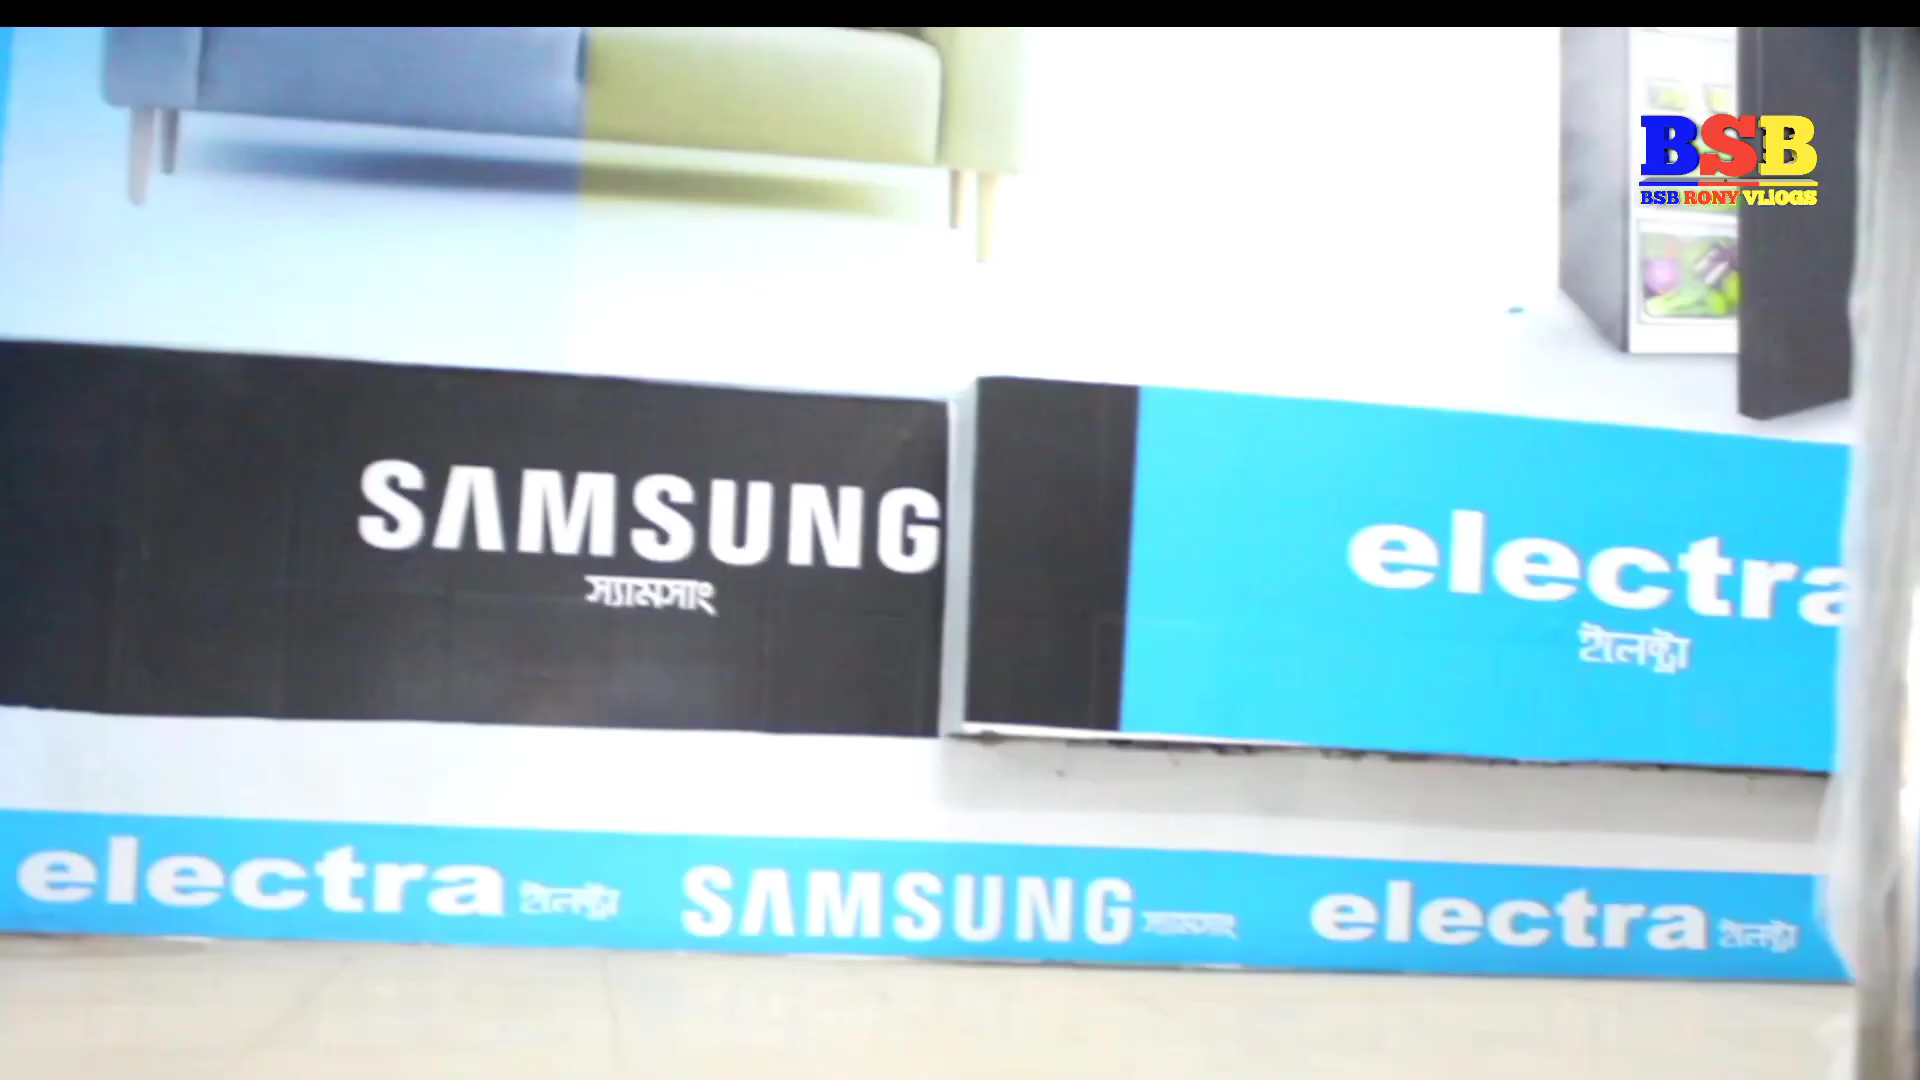 BSB
BSB RONY VLOGS
SAMSUNG
স্যামসাং
electra
ইলেক্ট্রা
electra ইলেক্ট্রা SAMSUNG স্যামসাং electra ইলেক্ট্রা